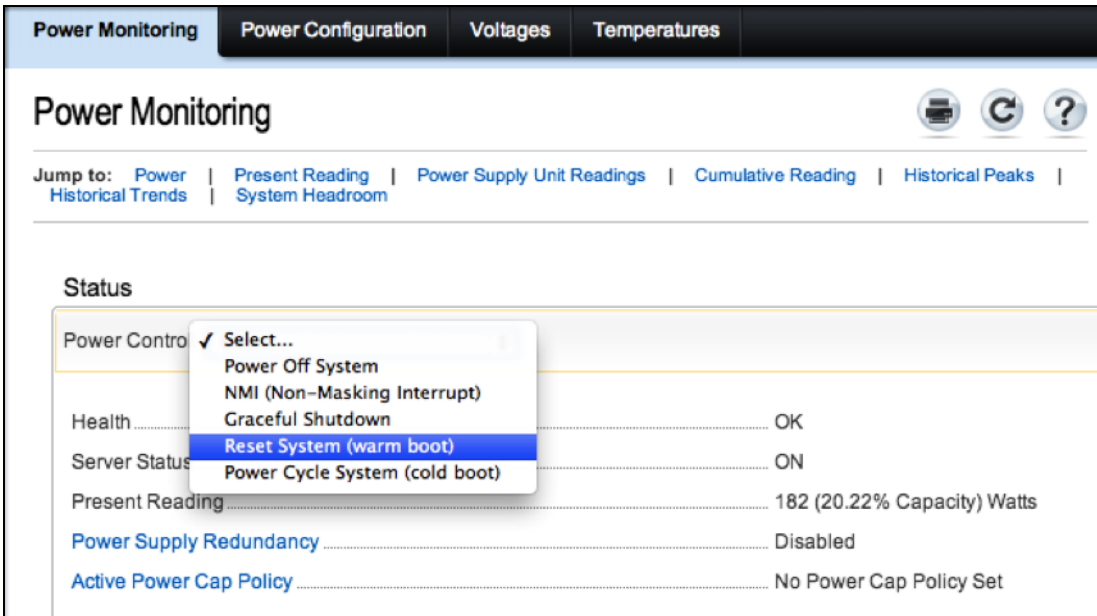 Power Monitoring Power Configuration Voltages Temperatures
Power Monitoring
Jump to: Power | Present Reading | Power Supply Unit Readings | Cumulative Reading | Historical Peaks |
Historical Trends | System Headroom
Status
Power Contro ✓ Select...
Power Off System
NMI (Non-Masking Interrupt)
Graceful Shutdown
Reset System (warm boot)
Power Cycle System (cold boot)
Health OK
Server Status ON
Present Reading 182 (20.22% Capacity) Watts
Power Supply Redundancy Disabled
Active Power Cap Policy No Power Cap Policy Set